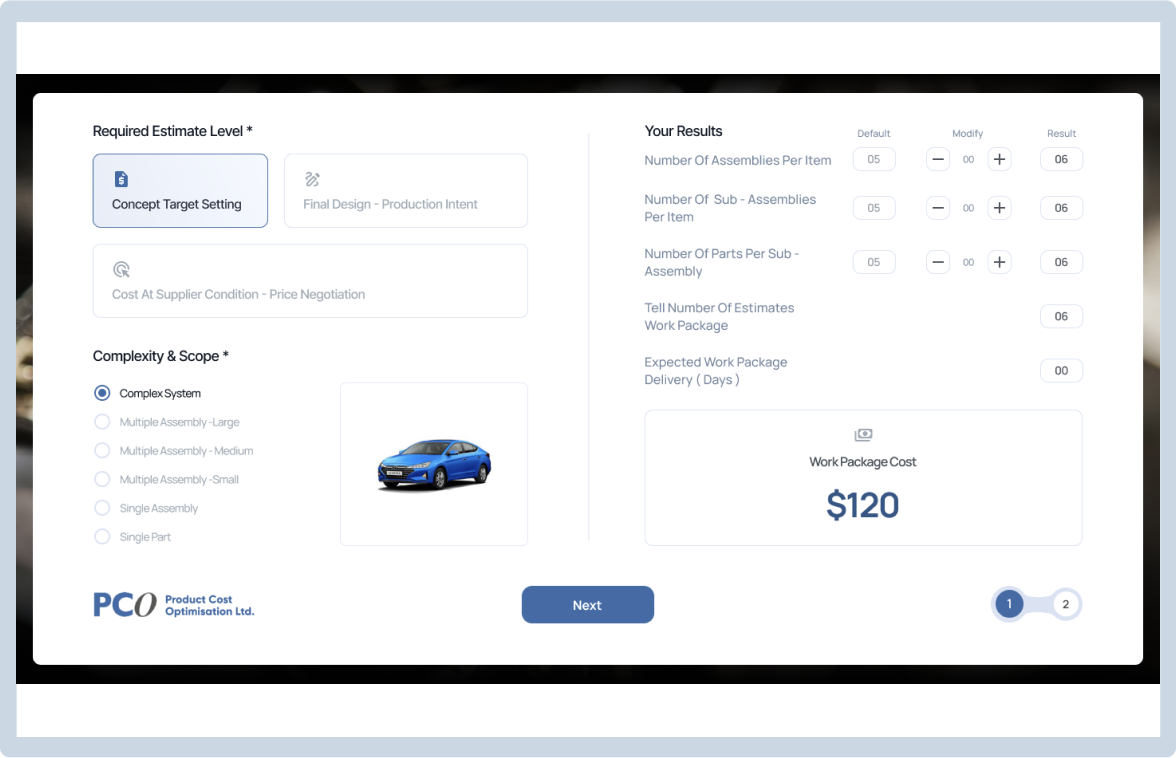 Required Estimate Level *
Concept Target Setting
Final Design - Production Intent
Cost At Supplier Condition - Price Negotiation
Complexity & Scope *
Complex System
Multiple Assembly -Large
Multiple Assembly - Medium
Multiple Assembly -Small
Single Assembly
Single Part
Your Results
Default Modify Result
Number Of Assemblies Per Item 05 00 06
Number Of Sub - Assemblies
Per Item 05 00 06
Number Of Parts Per Sub -
Assembly 05 00 06
Tell Number Of Estimates
Work Package 06
Expected Work Package
Delivery ( Days ) 00
Work Package Cost
$120
PCO Product Cost
Optimisation Ltd.
Next
1 2